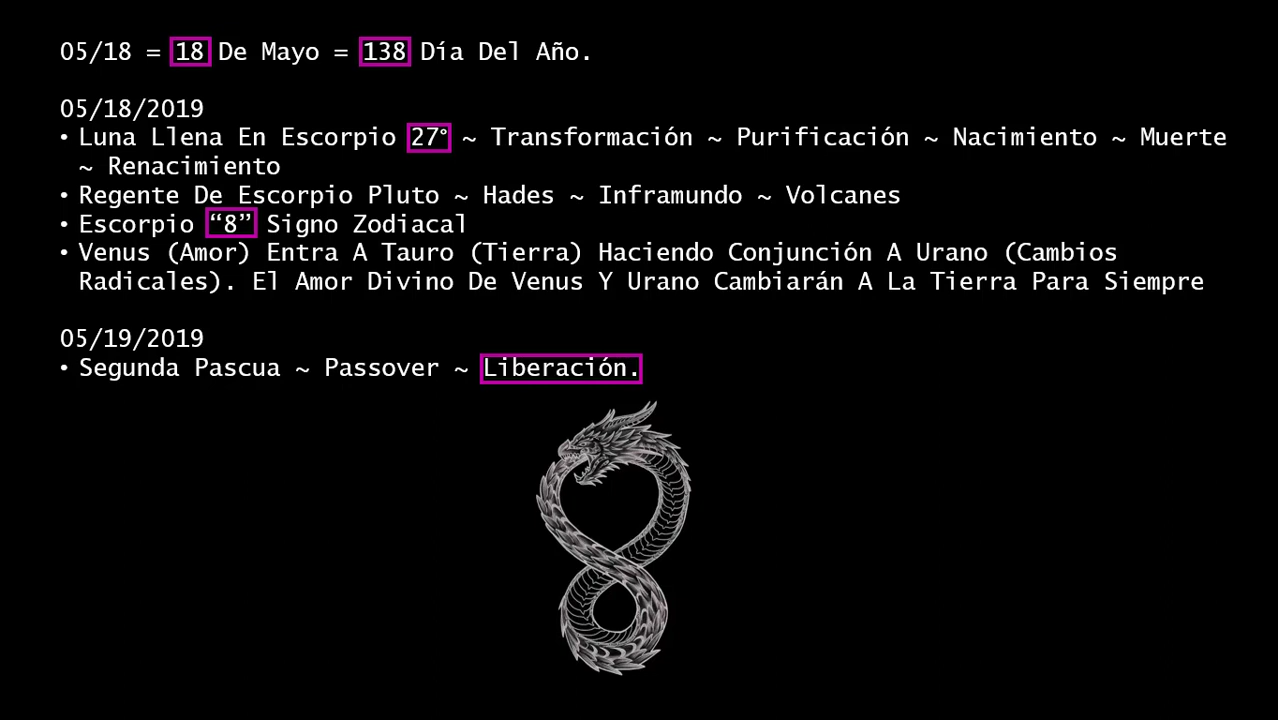 05/18 = 18 De Mayo = 138 Día Del Año.
05/18/2019
• Luna Llena En Escorpio 27° ~ Transformación ~ Purificación ~ Nacimiento ~ Muerte
~ Renacimiento
• Regente De Escorpio Pluto ~ Hades ~ Inframundo ~ Volcanes
• Escorpio “8” Signo Zodiacal
• Venus (Amor) Entra A Tauro (Tierra) Haciendo Conjunción A Urano (Cambios
Radicales). El Amor Divino De Venus Y Urano Cambiarán A La Tierra Para Siempre
05/19/2019
• Segunda Pascua ~ Passover ~ Liberación.